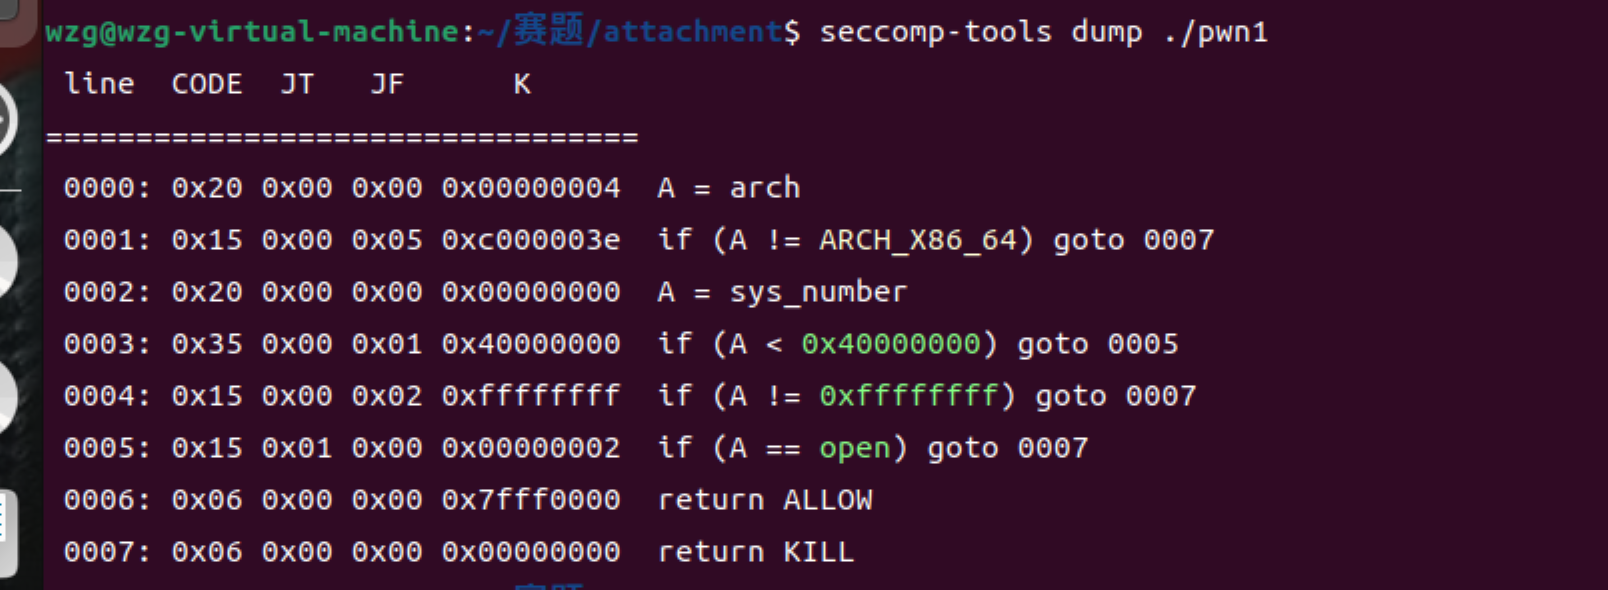 wzg@wzg-virtual-machine:~/赛题/attachment$ seccomp-tools dump ./pwn1
line CODE JT JF K
=================================
0000: 0x20 0x00 0x00 0x00000004 A = arch
0001: 0x15 0x00 0x05 0xc000003e if (A != ARCH_X86_64) goto 0007
0002: 0x20 0x00 0x00 0x00000000 A = sys_number
0003: 0x35 0x00 0x01 0x40000000 if (A < 0x40000000) goto 0005
0004: 0x15 0x00 0x02 0xffffffff if (A != 0xffffffff) goto 0007
0005: 0x15 0x01 0x00 0x00000002 if (A == open) goto 0007
0006: 0x06 0x00 0x00 0x7fff0000 return ALLOW
0007: 0x06 0x00 0x00 0x00000000 return KILL